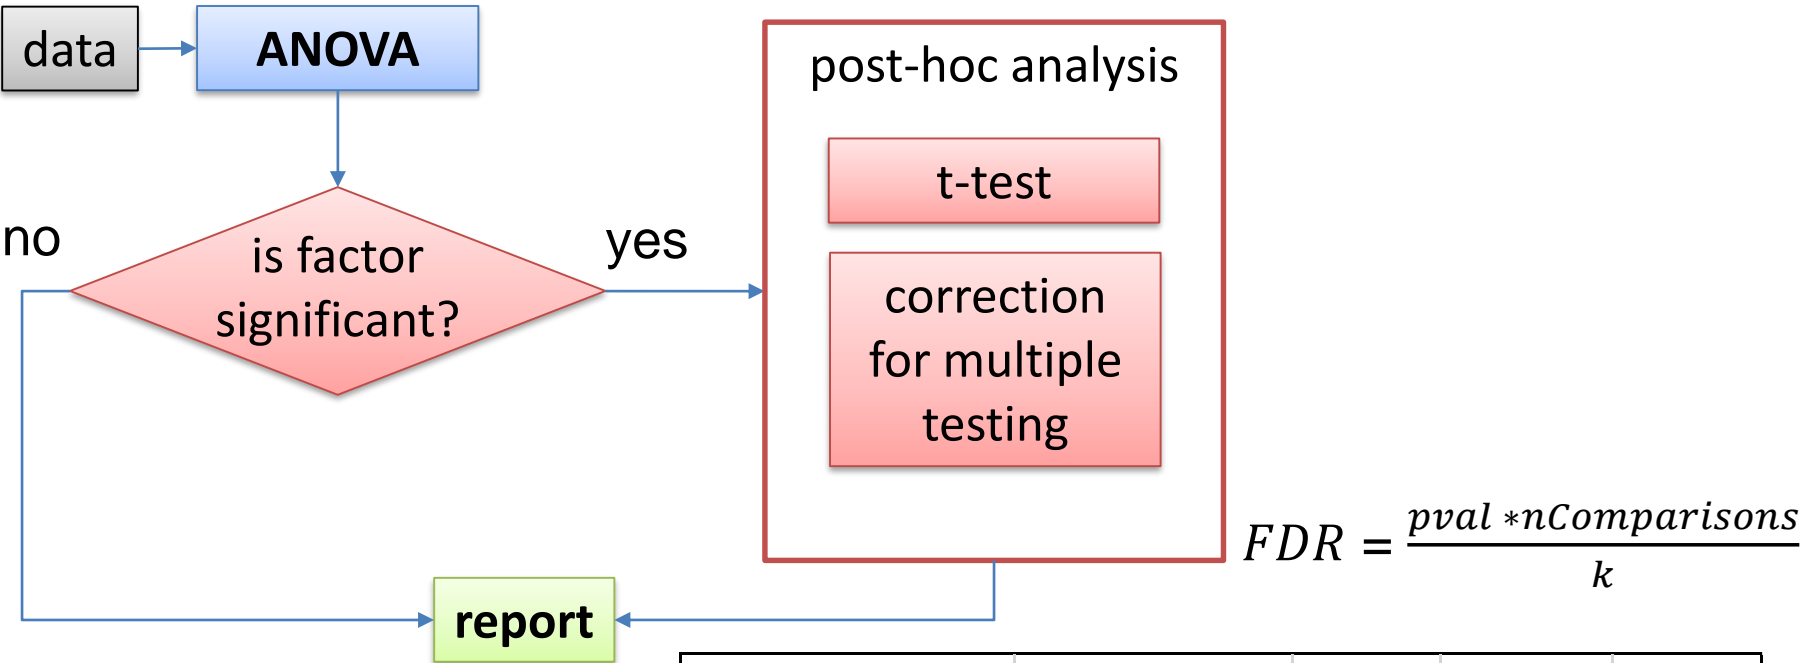 data
ANOVA
post-hoc analysis
t-test
no
is factor
significant?
yes
correction
for multiple
testing
FDR = pval *nComparisons / k
report